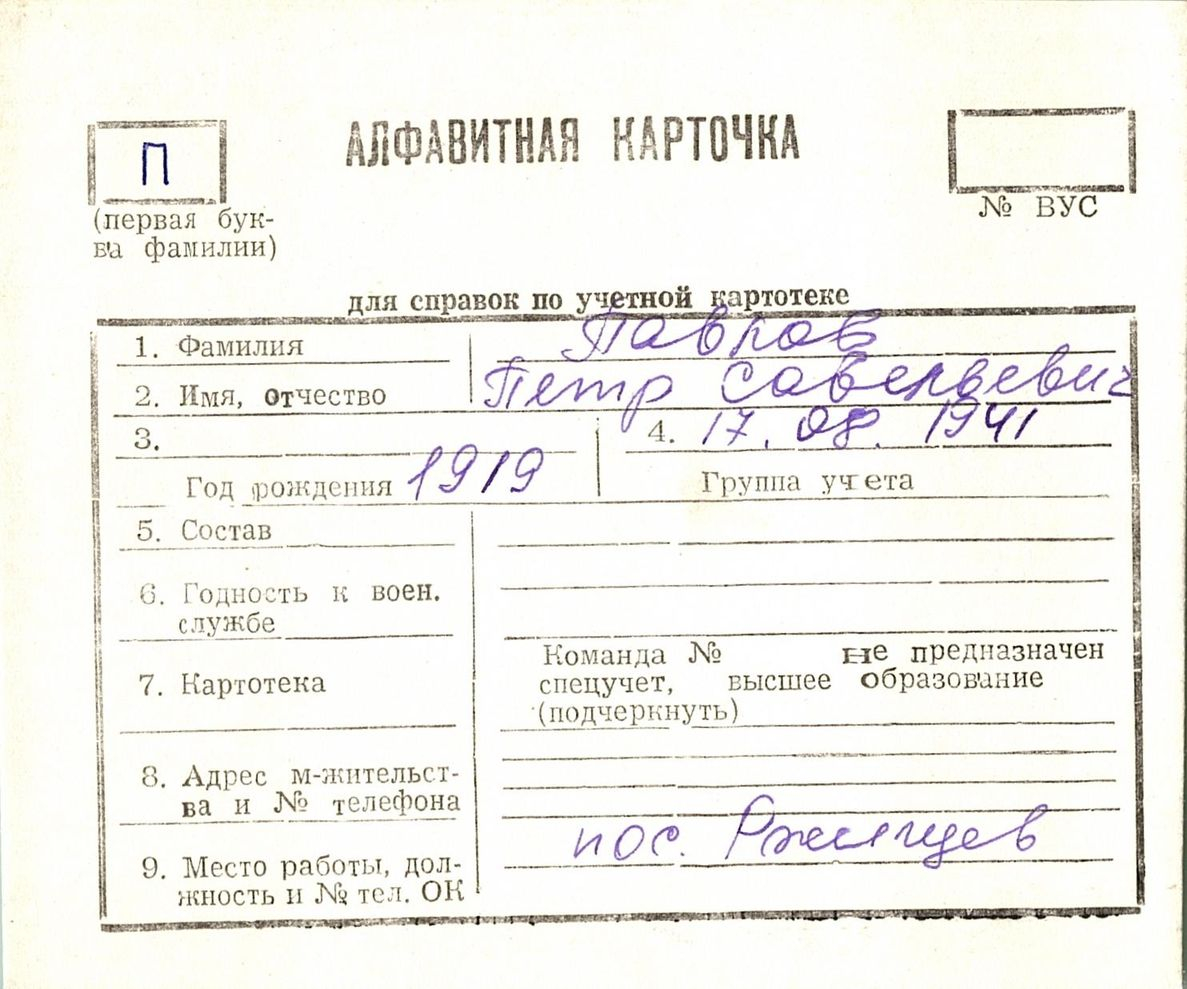 АЛФАВИТНАЯ КАРТОЧКА
П
(первая бук-
ва фамилии)
№ ВУС
для справок по учетной картотеке
1. Фамилия Павлов
2. Имя, отчество Петр Савельевич
3. 1919
Год рождения
4. 17.08.1941
Группа учета
5. Состав
6. Годность к воен.
службе
7. Картотека
Команда № не предназначен
спецучет, высшее образование
(подчеркнуть)
8. Адрес м-жительст-
ва и № телефона
пос.
9. Место работы, дол-
жность и № тел. ОК